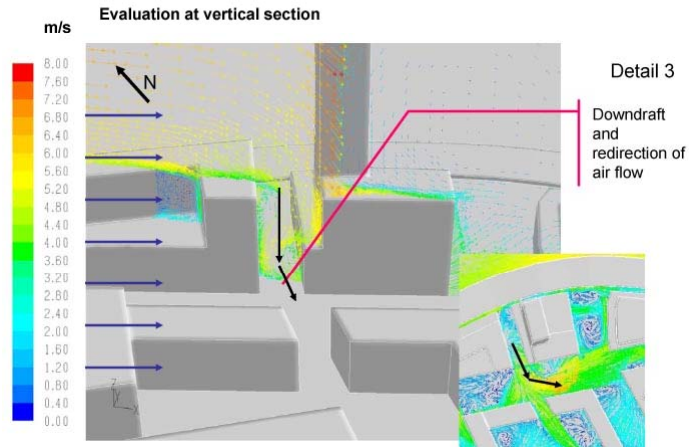 Evaluation at vertical section
m/s
8.00
7.60
7.20
6.80
6.40
6.00
5.60
5.20
4.80
4.40
4.00
3.60
3.20
2.80
2.40
2.00
1.60
1.20
0.80
0.40
0.00
N
Z
X
Detail 3
Downdraft
and
redirection of
air flow